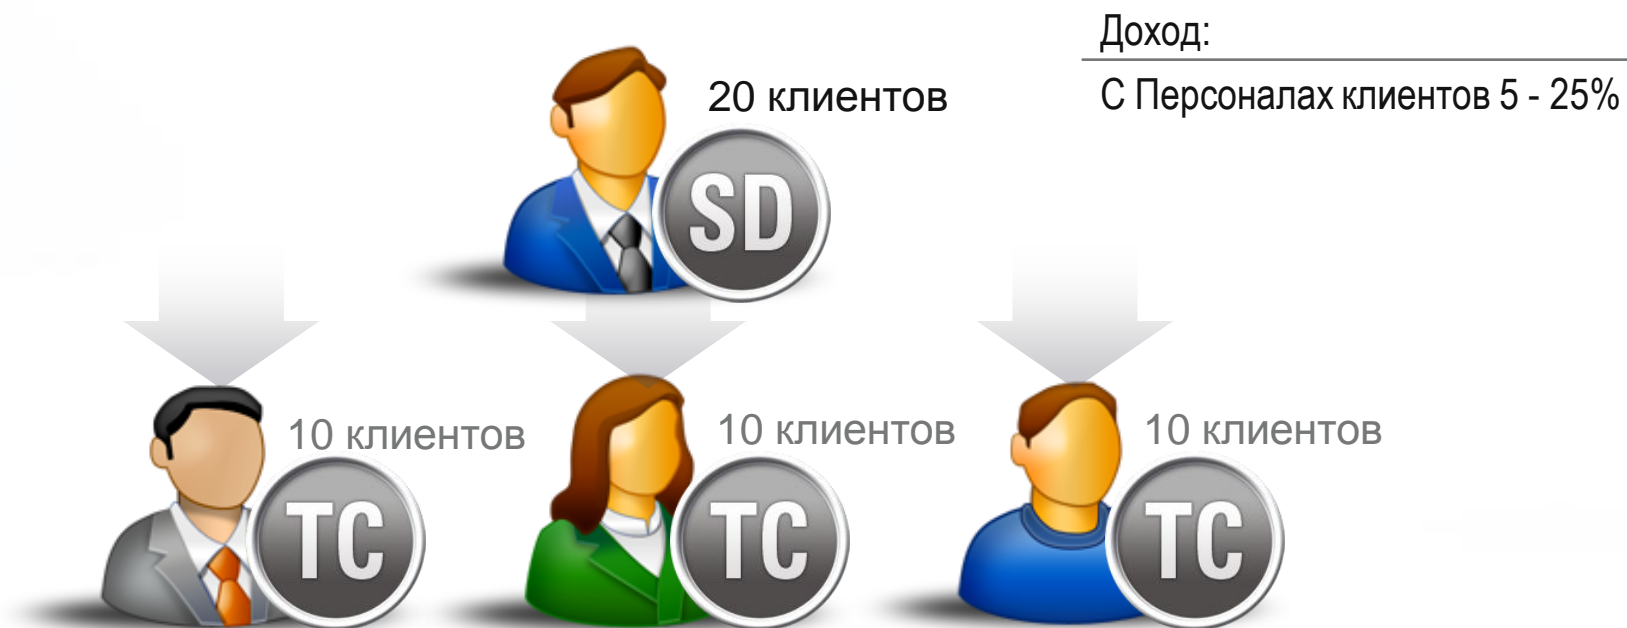 Доход:
20 клиентов
С Персоналах клиентов 5 - 25%
SD
10 клиентов
10 клиентов
10 клиентов
TC
TC
TC